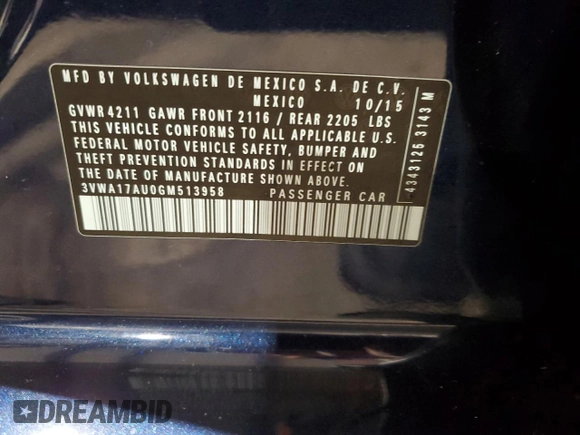 MFD BY VOLKSWAGEN DE MEXICO S.A. DE C.V.
MEXICO 10/15
GVWR 4211 GAWR FRONT 2116 / REAR 2205 LBS
THIS VEHICLE CONFORMS TO ALL APPLICABLE U.S.
FEDERAL MOTOR VEHICLE SAFETY, BUMPER AND
THEFT PREVENTION STANDARDS IN EFFECT ON
THE DATE OF MANUFACTURE SHOWN ABOVE.
3VWA17AU0GM513958 PASSENGER CAR
4343125 3143 M
DREAMBID